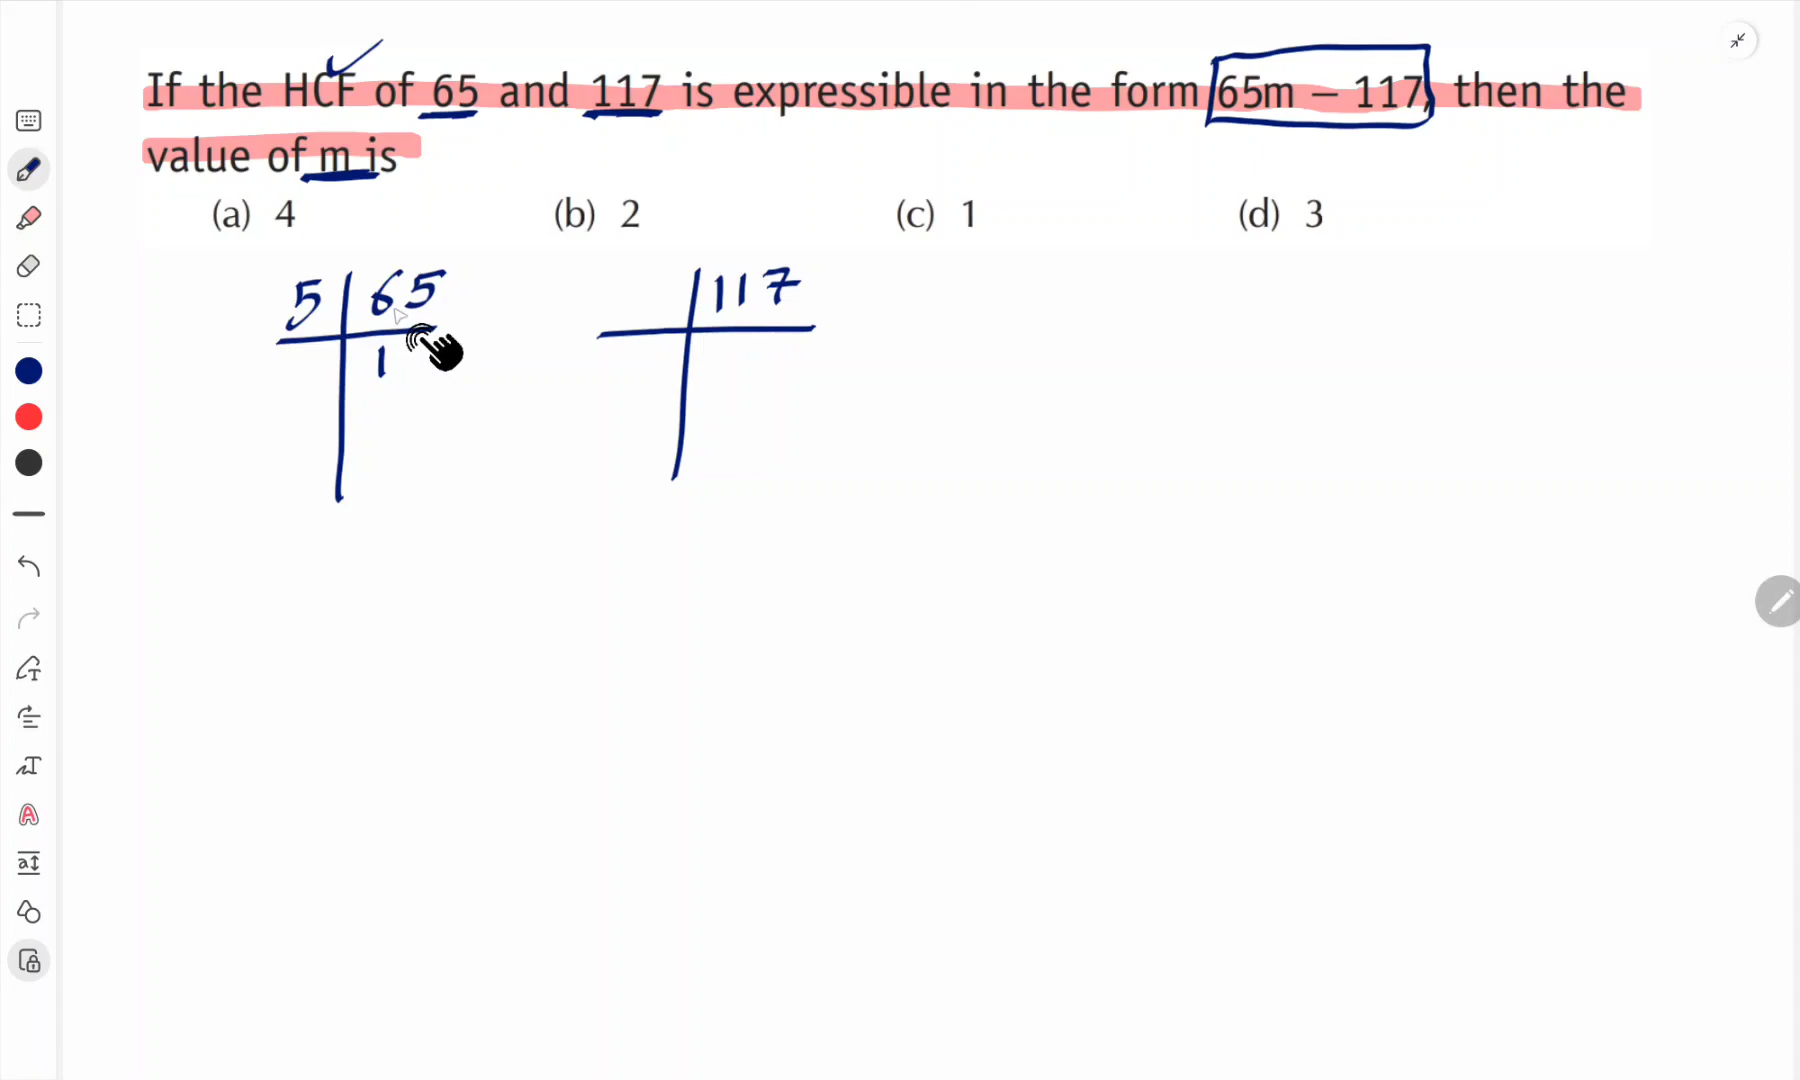 If the HCF of 65 and 117 is expressible in the form 65m – 117, then the
value of m is
(a) 4 (b) 2 (c) 1 (d) 3
5 65 117
1